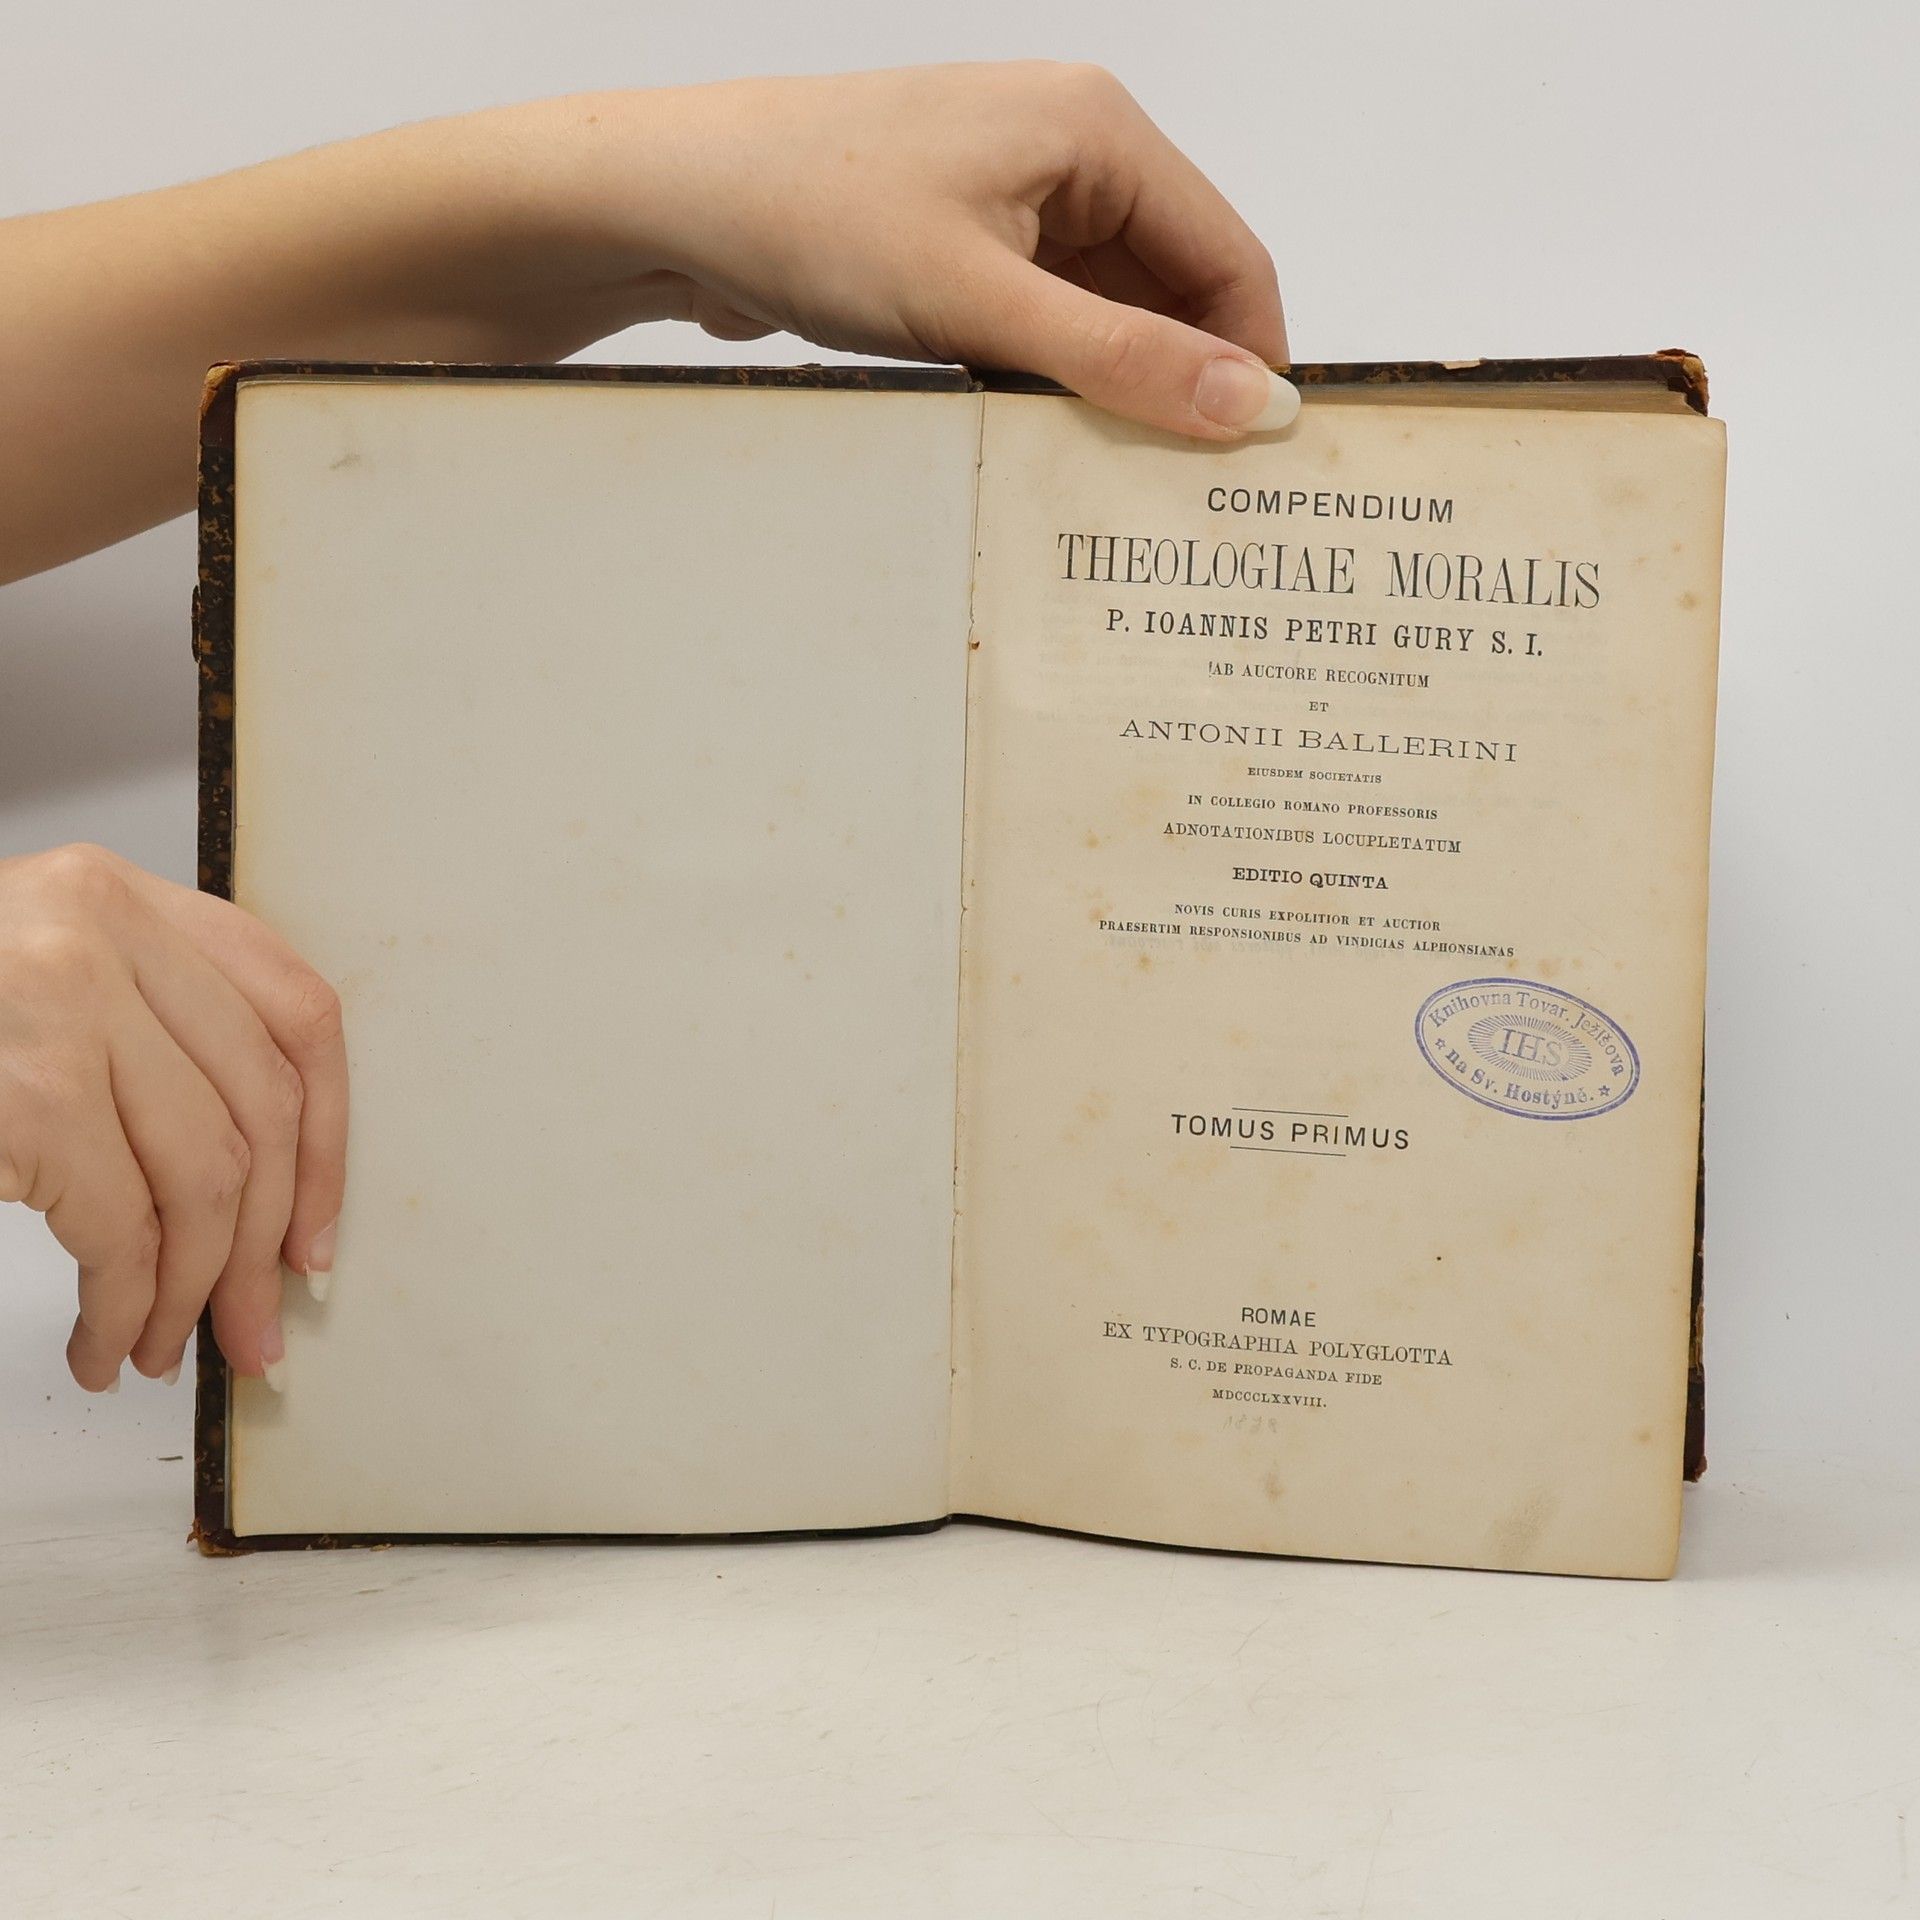 COMPENDIUM
THEOLOGIAE MORALIS
P. IOANNIS PETRI GURY S. I.
AB AUCTORE RECOGNITUM
ET
ANTONII BALLERINI
EIUSDEM SOCIETATIS
IN COLLEGIO ROMANO PROFESSORIS
ADNOTATIONIBUS LOCUPLETATUM
EDITIO QUINTA
NOVIS CURIS EXPOLITIOR ET AUCTIOR
PRAESERTIM RESPONSIONIBUS AD VINDICIAS ALPHONSIANAS
Knihovna Tovar. Ježíšova
IHS
na Sv. Hostýně.
TOMUS PRIMUS
ROMAE
EX TYPOGRAPHIA POLYGLOTTA
S. C. DE PROPAGANDA FIDE
MDCCCLXXVIII.
1878